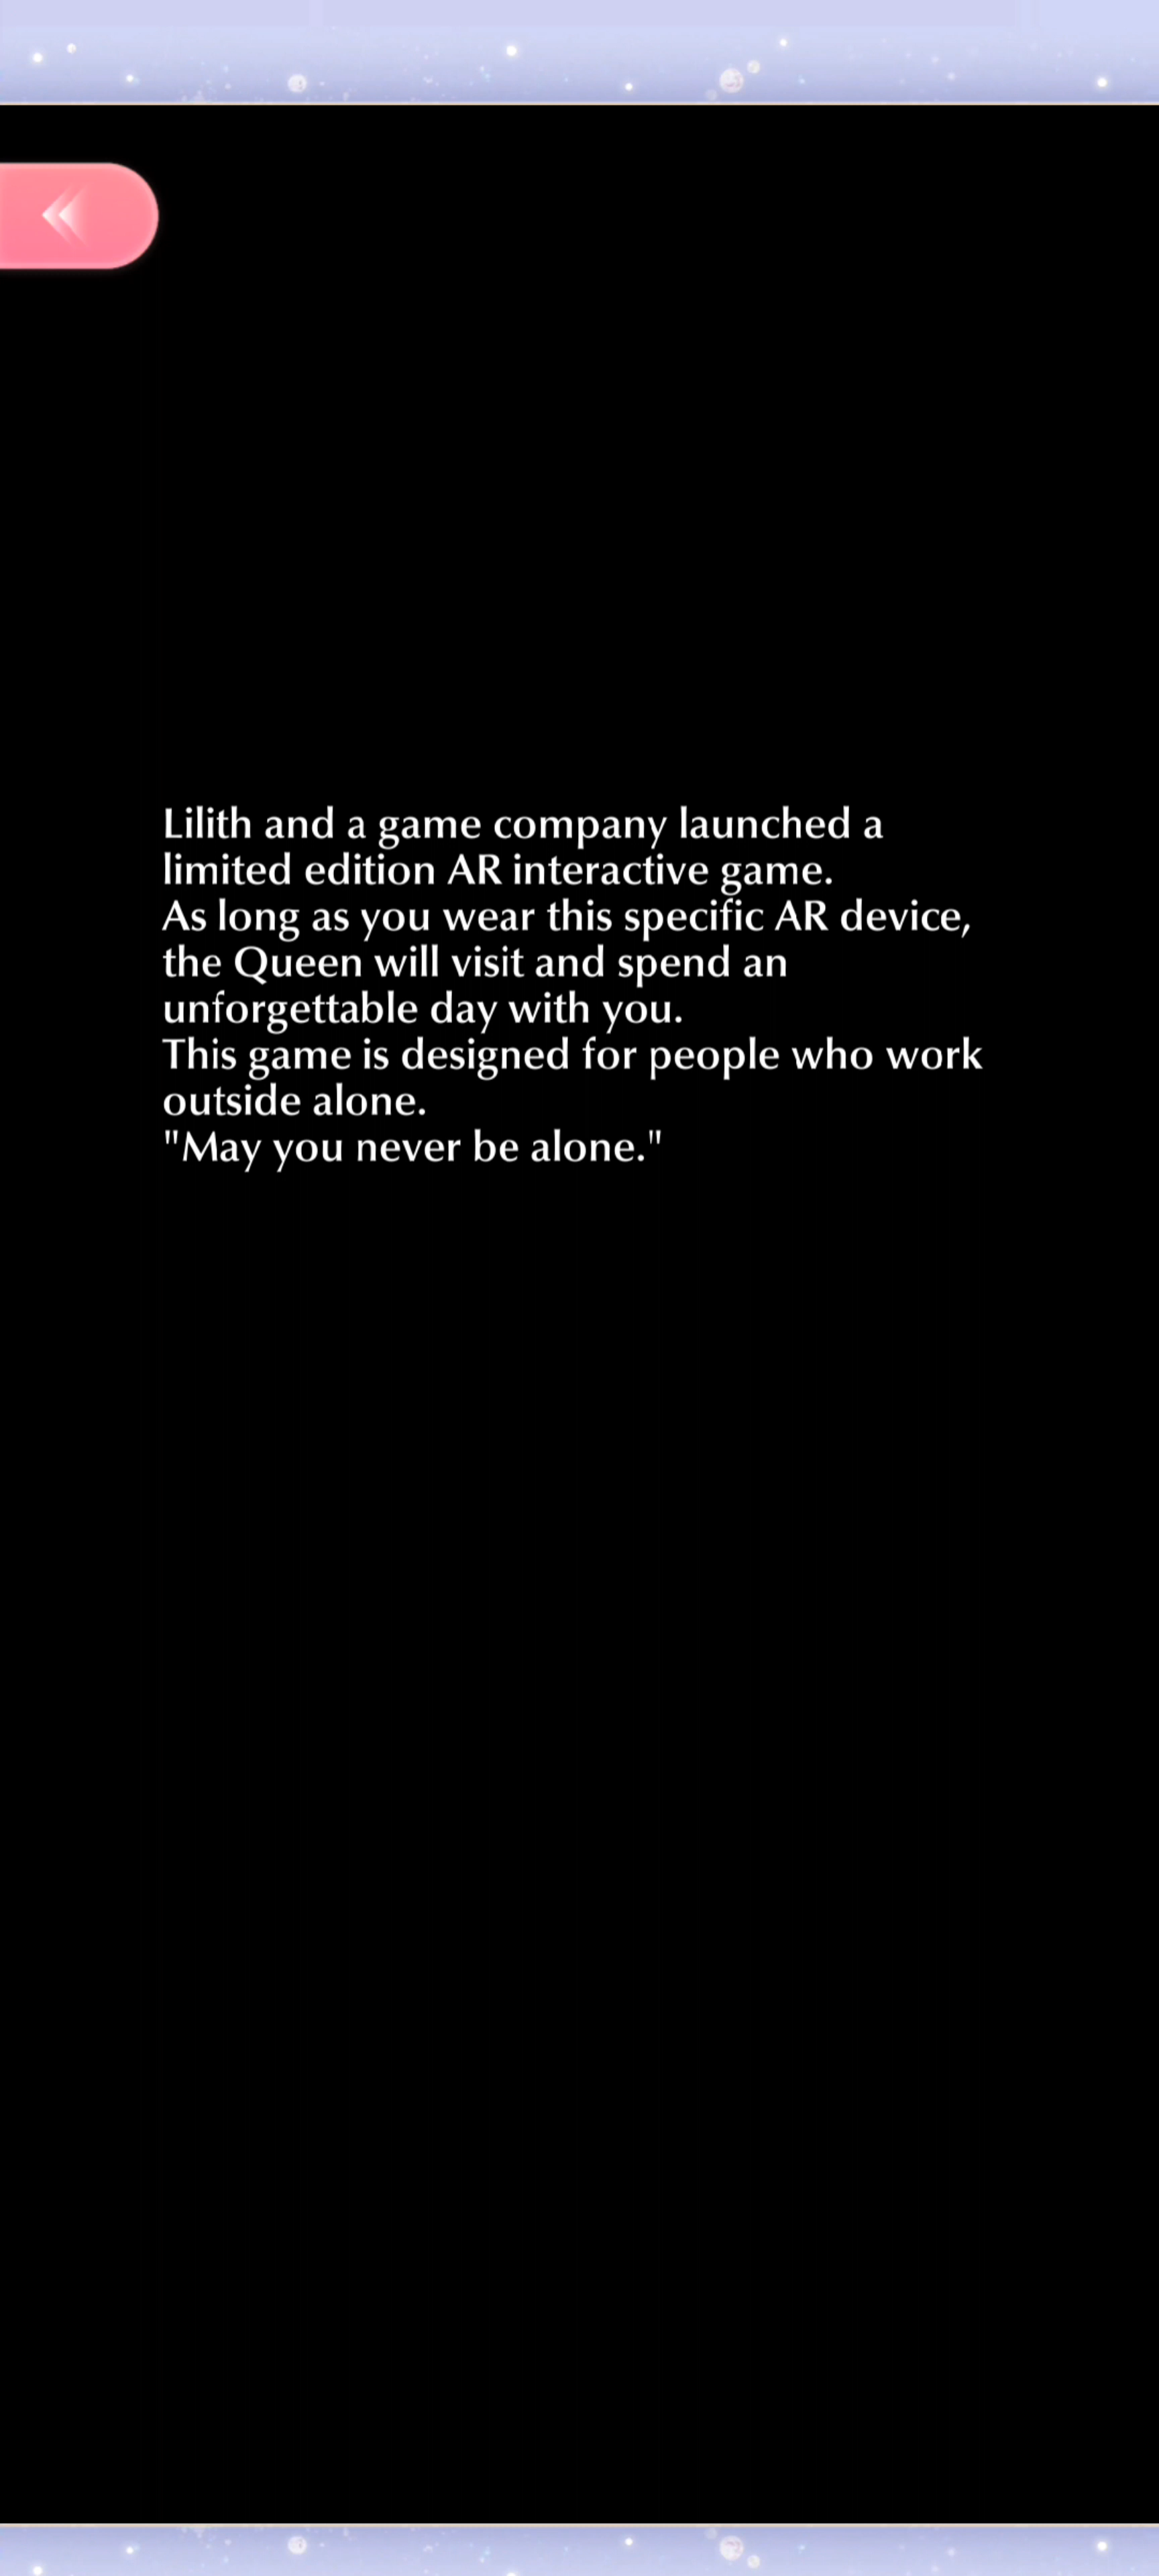 Lilith and a game company launched a
limited edition AR interactive game.
As long as you wear this specific AR device,
the Queen will visit and spend an
unforgettable day with you.
This game is designed for people who work
outside alone.
"May you never be alone."